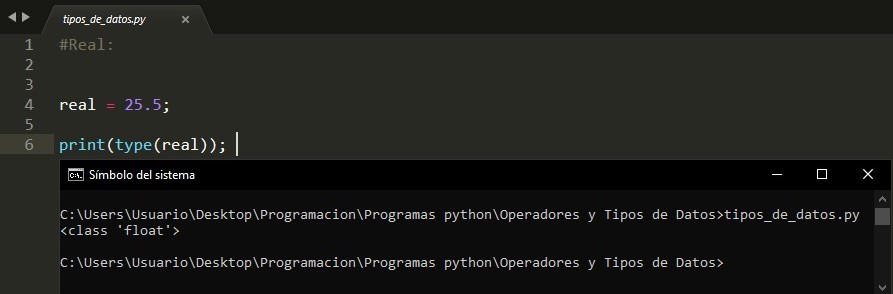 tipos_de_datos.py
1 #Real:
2
3
4 real = 25.5;
5
6 print(type(real));
C:\. Símbolo del sistema
C:\Users\Usuario\Desktop\Programacion\Programas python\Operadores y Tipos de Datos>tipos_de_datos.py
<class 'float'>
C:\Users\Usuario\Desktop\Programacion\Programas python\Operadores y Tipos de Datos>